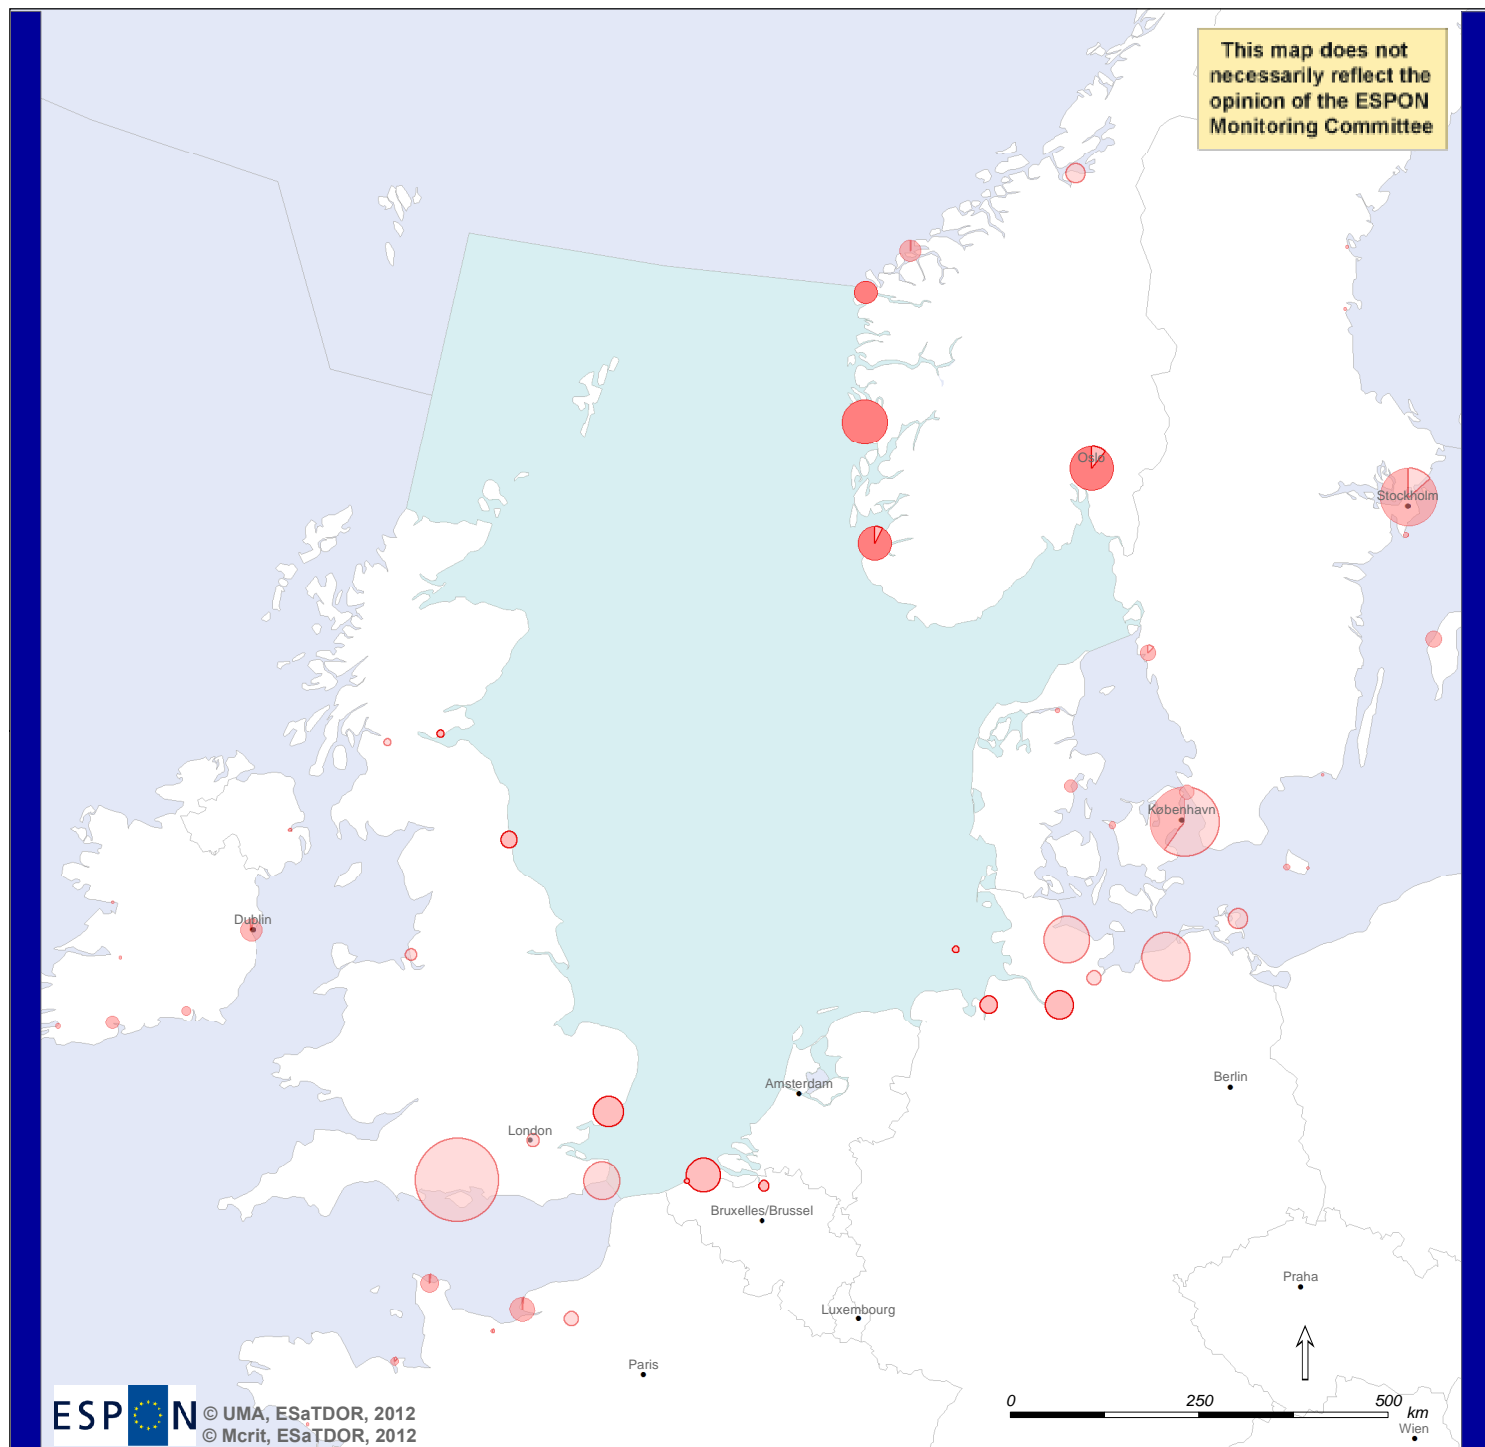 This map does not
necessarily reflect the
opinion of the ESPON
Monitoring Committee
Oslo
Stockholm
København
Dublin
Amsterdam
Berlin
London
Bruxelles/Brussel
Praha
Luxembourg
Paris
0 250 500 km
Wien
ESPON
© UMA, ESaTDOR, 2012
© Mcrit, ESaTDOR, 2012